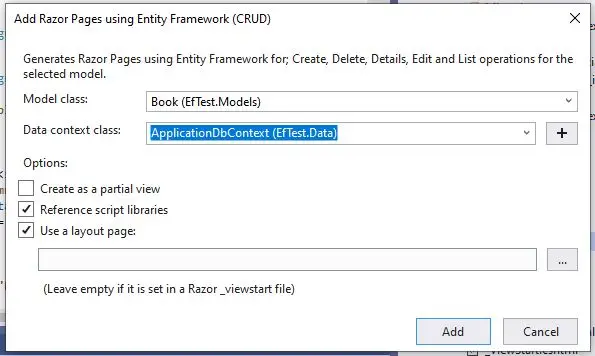 Add Razor Pages using Entity Framework (CRUD)
Generates Razor Pages using Entity Framework for; Create, Delete, Details, Edit and List operations for the
selected model.
Model class:
Book (EfTest.Models)
Data context class:
ApplicationDbContext (EfTest.Data)
+
Options:
Create as a partial view
Reference script libraries
Use a layout page:
...
(Leave empty if it is set in a Razor _viewstart file)
Add
Cancel